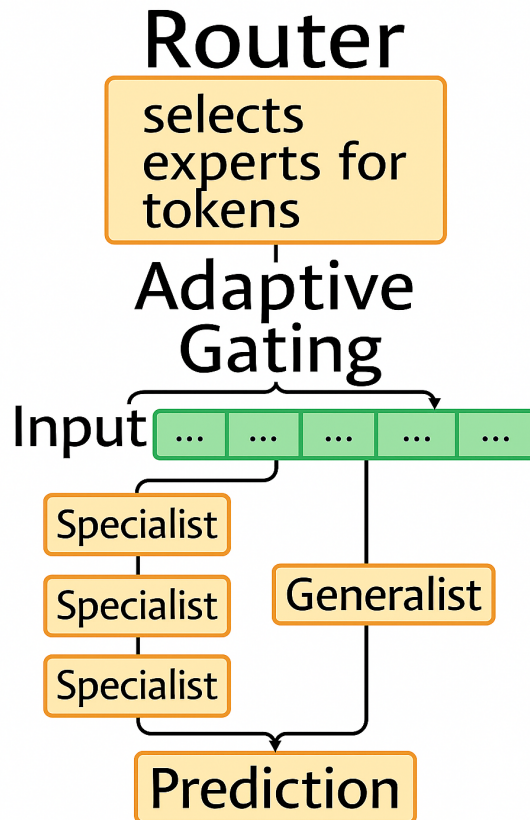 Router
selects
experts for
tokens
Adaptive
Gating
Input ... ... ... ... ...
Specialist
Specialist
Generalist
Specialist
Prediction